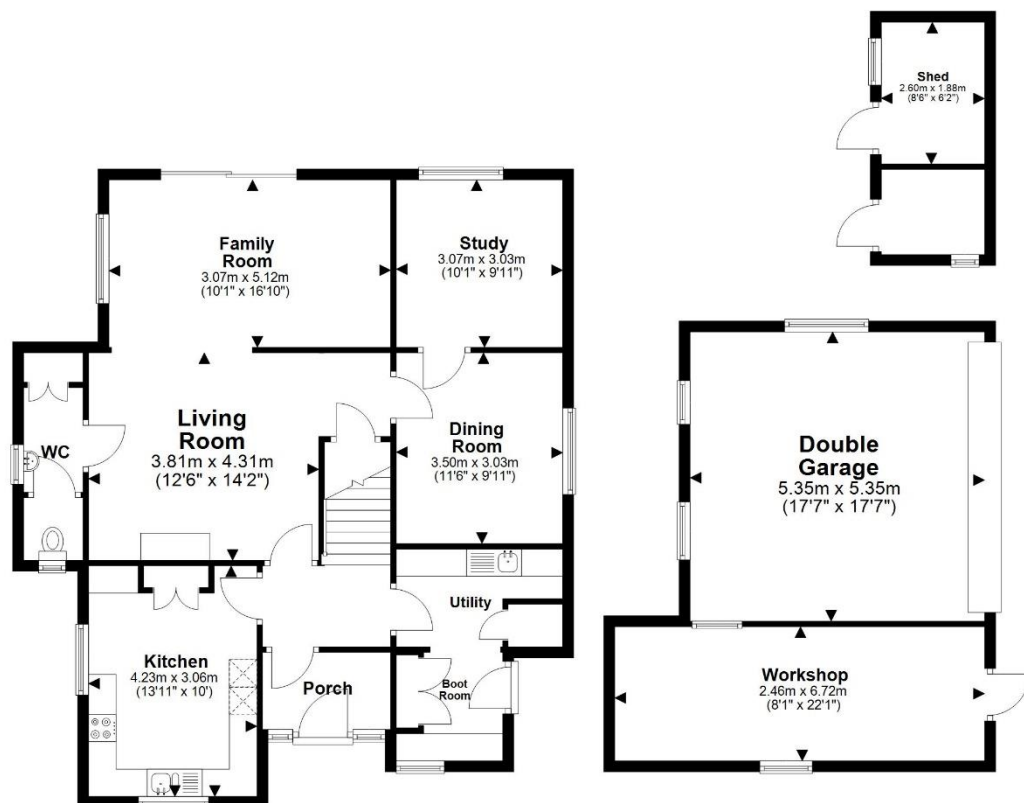 Shed
2.60m x 1.88m
(8'6" x 6'2")
Family
Room
3.07m x 5.12m
(10'1" x 16'10")
Study
3.07m x 3.03m
(10'1" x 9'11")
WC
Living
Room
3.81m x 4.31m
(12'6" x 14'2")
Dining
Room
3.50m x 3.03m
(11'6" x 9'11")
Double
Garage
5.35m x 5.35m
(17'7" x 17'7")
Utility
Kitchen
4.23m x 3.06m
(13'11" x 10')
Porch
Boot
Room
Workshop
2.46m x 6.72m
(8'1" x 22'1")